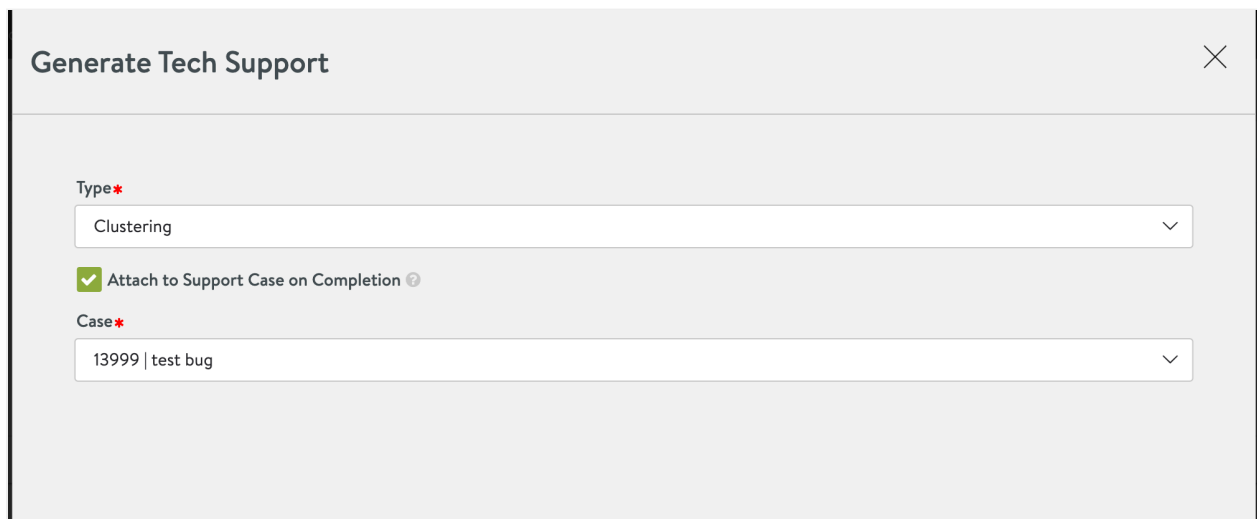 Generate Tech Support
Type*
Clustering
Attach to Support Case on Completion ?
Case*
13999 | test bug